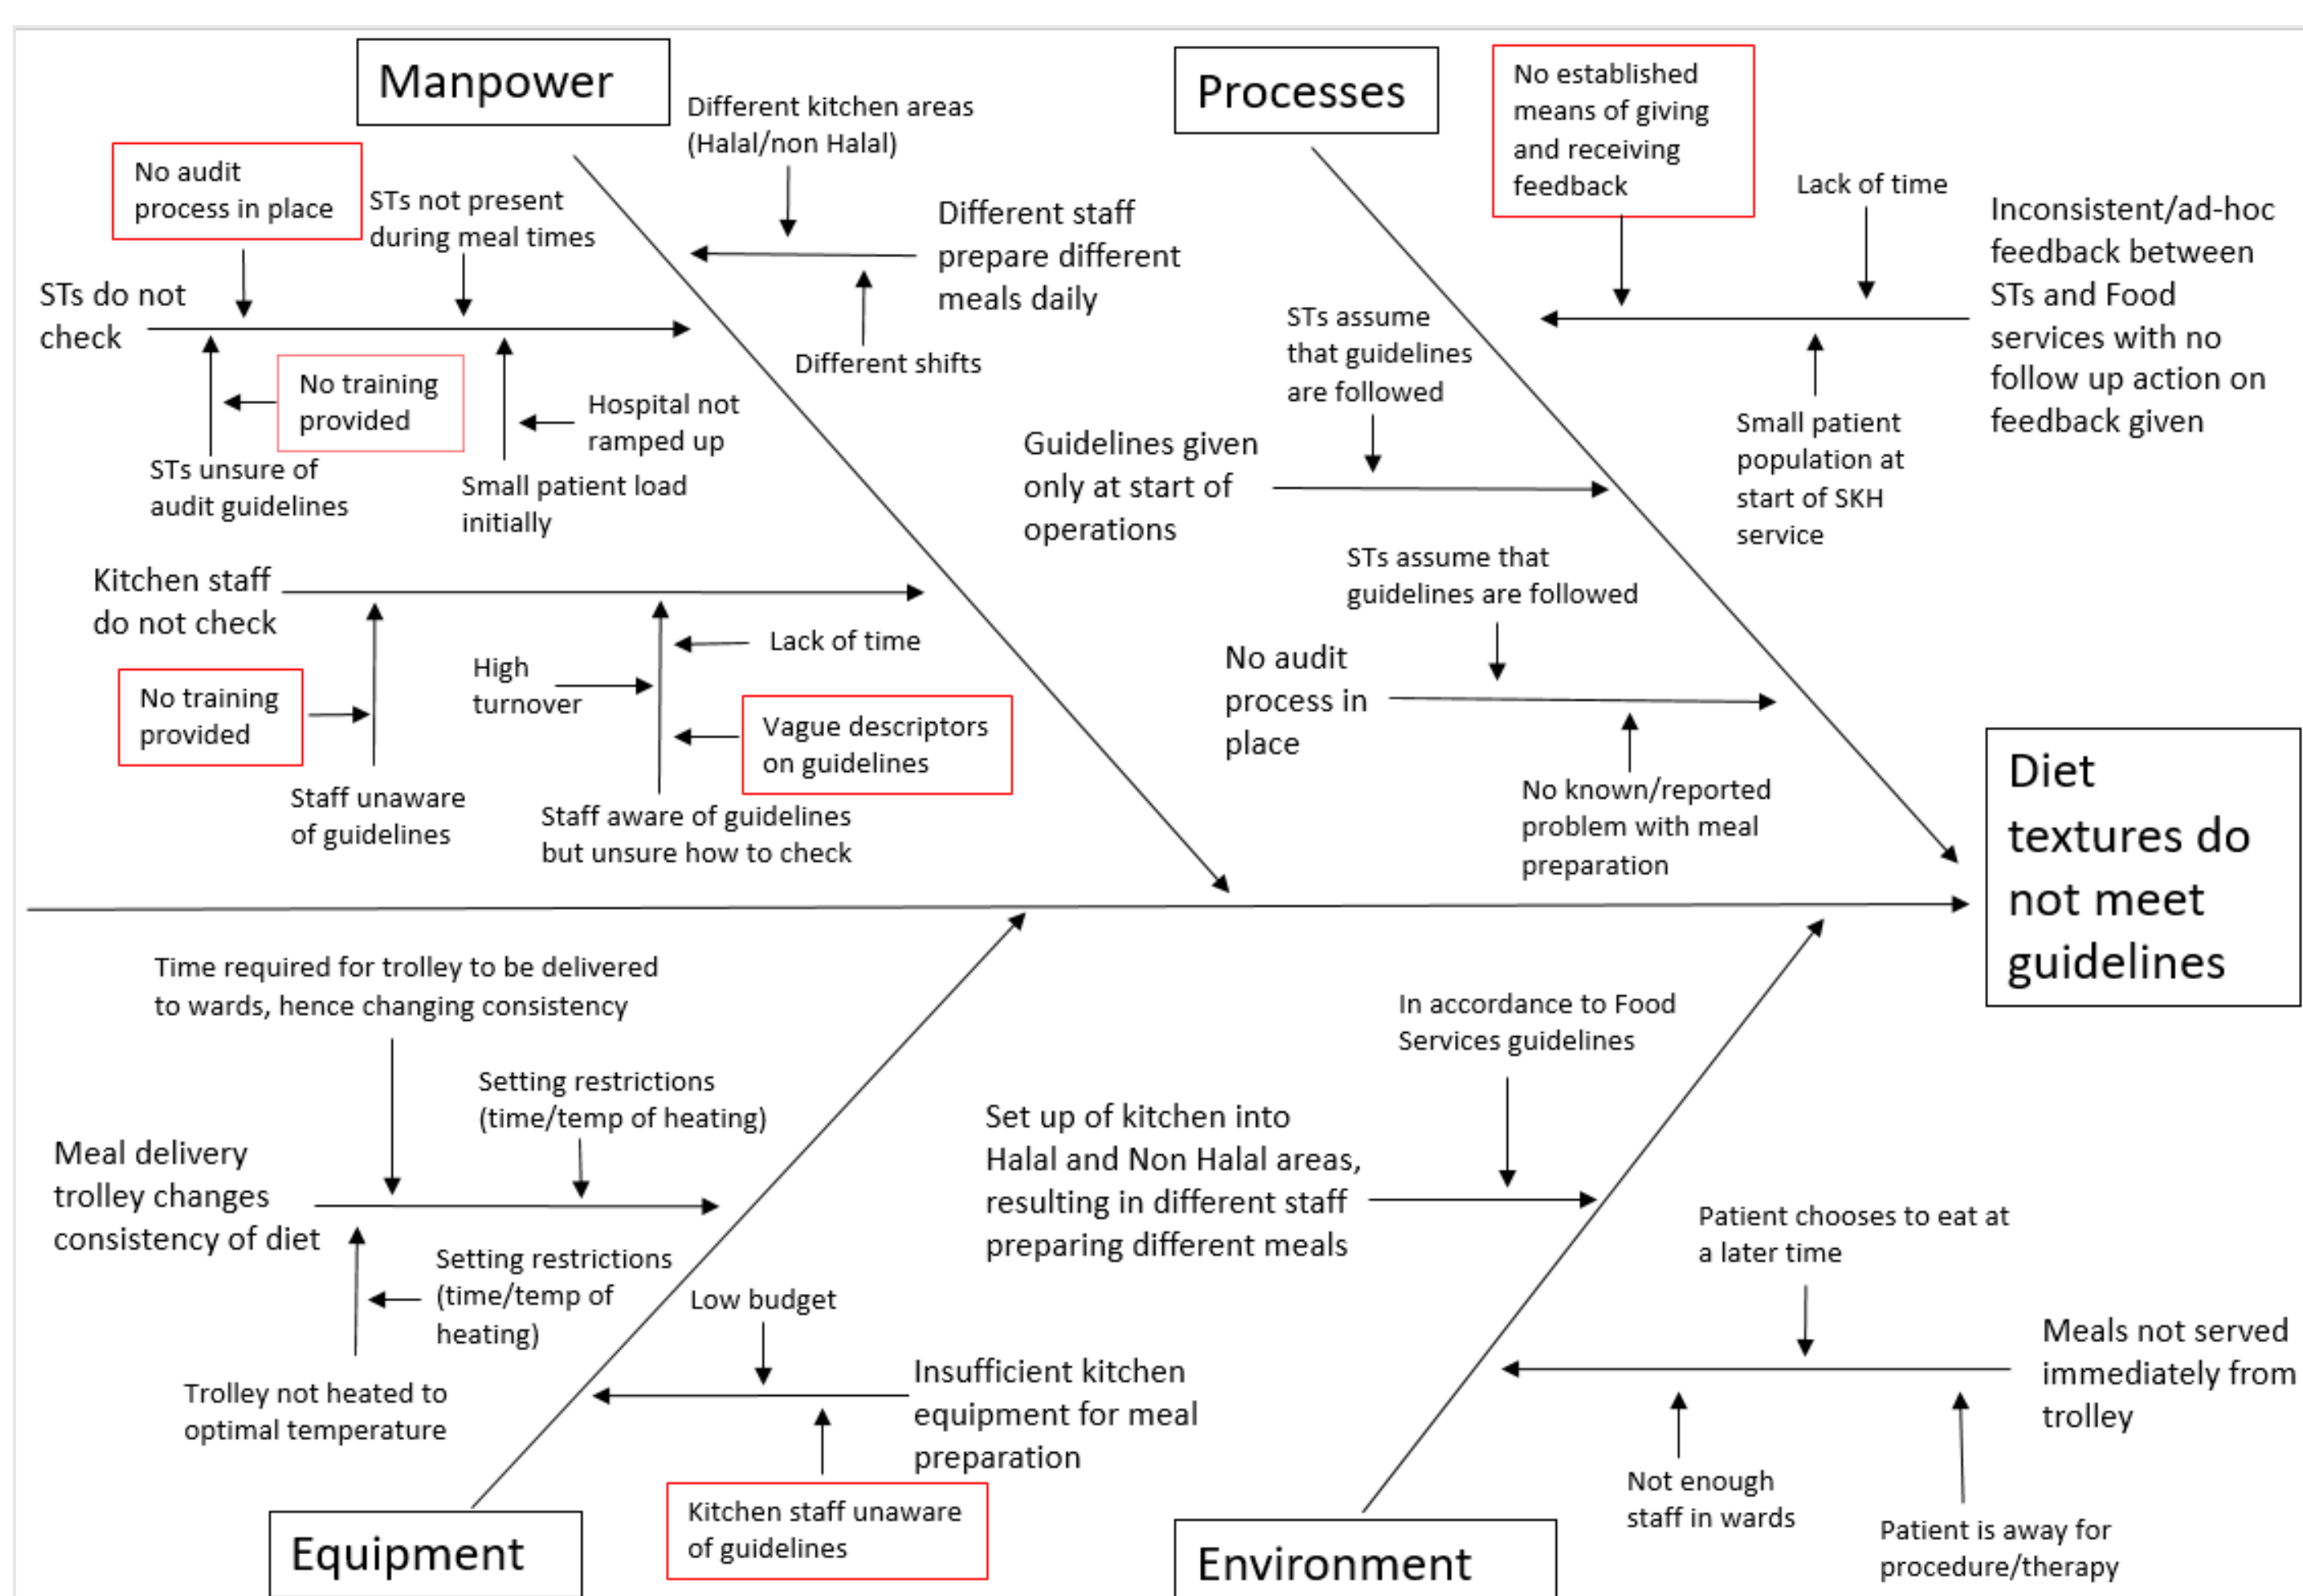 Manpower
No audit
process in place
STs not present
during meal times
STs do not
check
No training
provided
STs unsure of
audit guidelines
Hospital not
ramped up
Small patient load
initially
Different kitchen areas
(Halal/non Halal)
Different staff
prepare different
meals daily
Different shifts
Kitchen staff
do not check
No training
provided
Staff unaware
of guidelines
High
turnover
Lack of time
Vague descriptors
on guidelines
Staff aware of guidelines
but unsure how to check
Processes
No established
means of giving
and receiving
feedback
Lack of time
Inconsistent/ad-hoc
feedback between
STs and Food
services with no
follow up action on
feedback given
Small patient
population at
start of SKH
service
STs assume
that guidelines
are followed
Guidelines given
only at start of
operations
STs assume that
guidelines are followed
No audit
process in
place
No known/reported
problem with meal
preparation
Diet
textures do
not meet
guidelines
Time required for trolley to be delivered
to wards, hence changing consistency
Setting restrictions
(time/temp of heating)
Meal delivery
trolley changes
consistency of diet
Setting restrictions
(time/temp of
heating)
Trolley not heated to
optimal temperature
Low budget
Insufficient kitchen
equipment for meal
preparation
Kitchen staff unaware
of guidelines
Equipment
In accordance to Food
Services guidelines
Set up of kitchen into
Halal and Non Halal areas,
resulting in different staff
preparing different meals
Patient chooses to eat at
a later time
Meals not served
immediately from
trolley
Not enough
staff in wards
Patient is away for
procedure/therapy
Environment